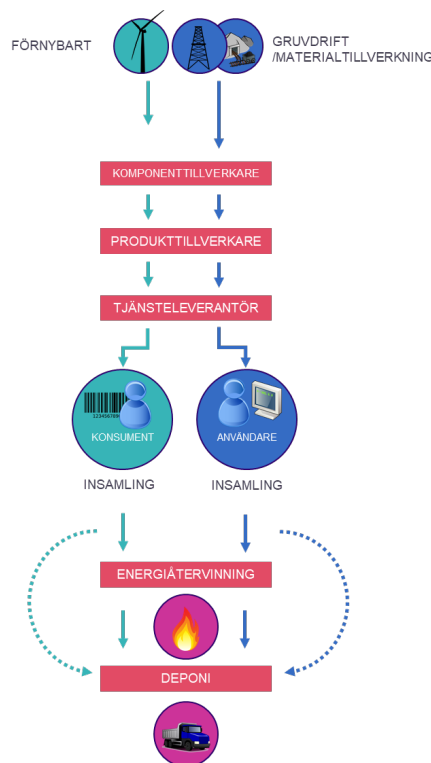 FÖRNYBART
GRUVDRIFT
/MATERIALTILLVERKNING
KOMPONENTTILLVERKARE
PRODUKTTILLVERKARE
TJÄNSTELEVERANTÖR
KONSUMENT
ANVÄNDARE
INSAMLING
INSAMLING
ENERGIÅTERVINNING
DEPONI